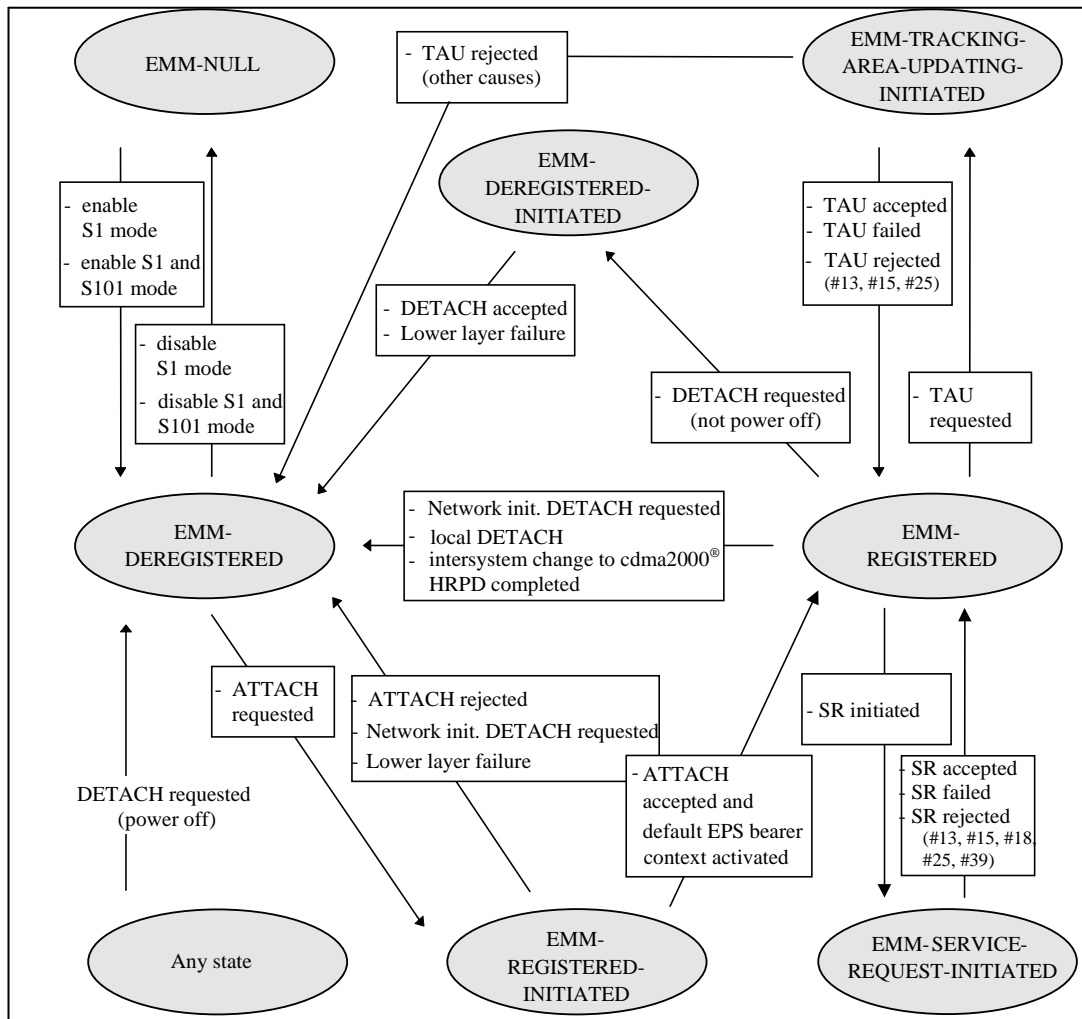 EMM-NULL
- TAU rejected
(other causes)
EMM-TRACKING-
AREA-UPDATING-
INITIATED
EMM-
DEREGISTERED-
INITIATED
- enable
S1 mode
- enable S1 and
S101 mode
- TAU accepted
- TAU failed
- TAU rejected
(#13, #15, #25)
- DETACH accepted
- Lower layer failure
- disable
S1 mode
- disable S1 and
S101 mode
- DETACH requested
(not power off)
- TAU
requested
EMM-
DEREGISTERED
- Network init. DETACH requested
- local DETACH
- intersystem change to cdma2000®
HRPD completed
EMM-
REGISTERED
- ATTACH
requested
- ATTACH rejected
- Network init. DETACH requested
- Lower layer failure
- SR initiated
DETACH requested
(power off)
- ATTACH
accepted and
default EPS bearer
context activated
- SR accepted
- SR failed
- SR rejected
(#13, #15, #18,
#25, #39)
Any state
EMM-
REGISTERED-
INITIATED
EMM-SERVICE-
REQUEST-INITIATED